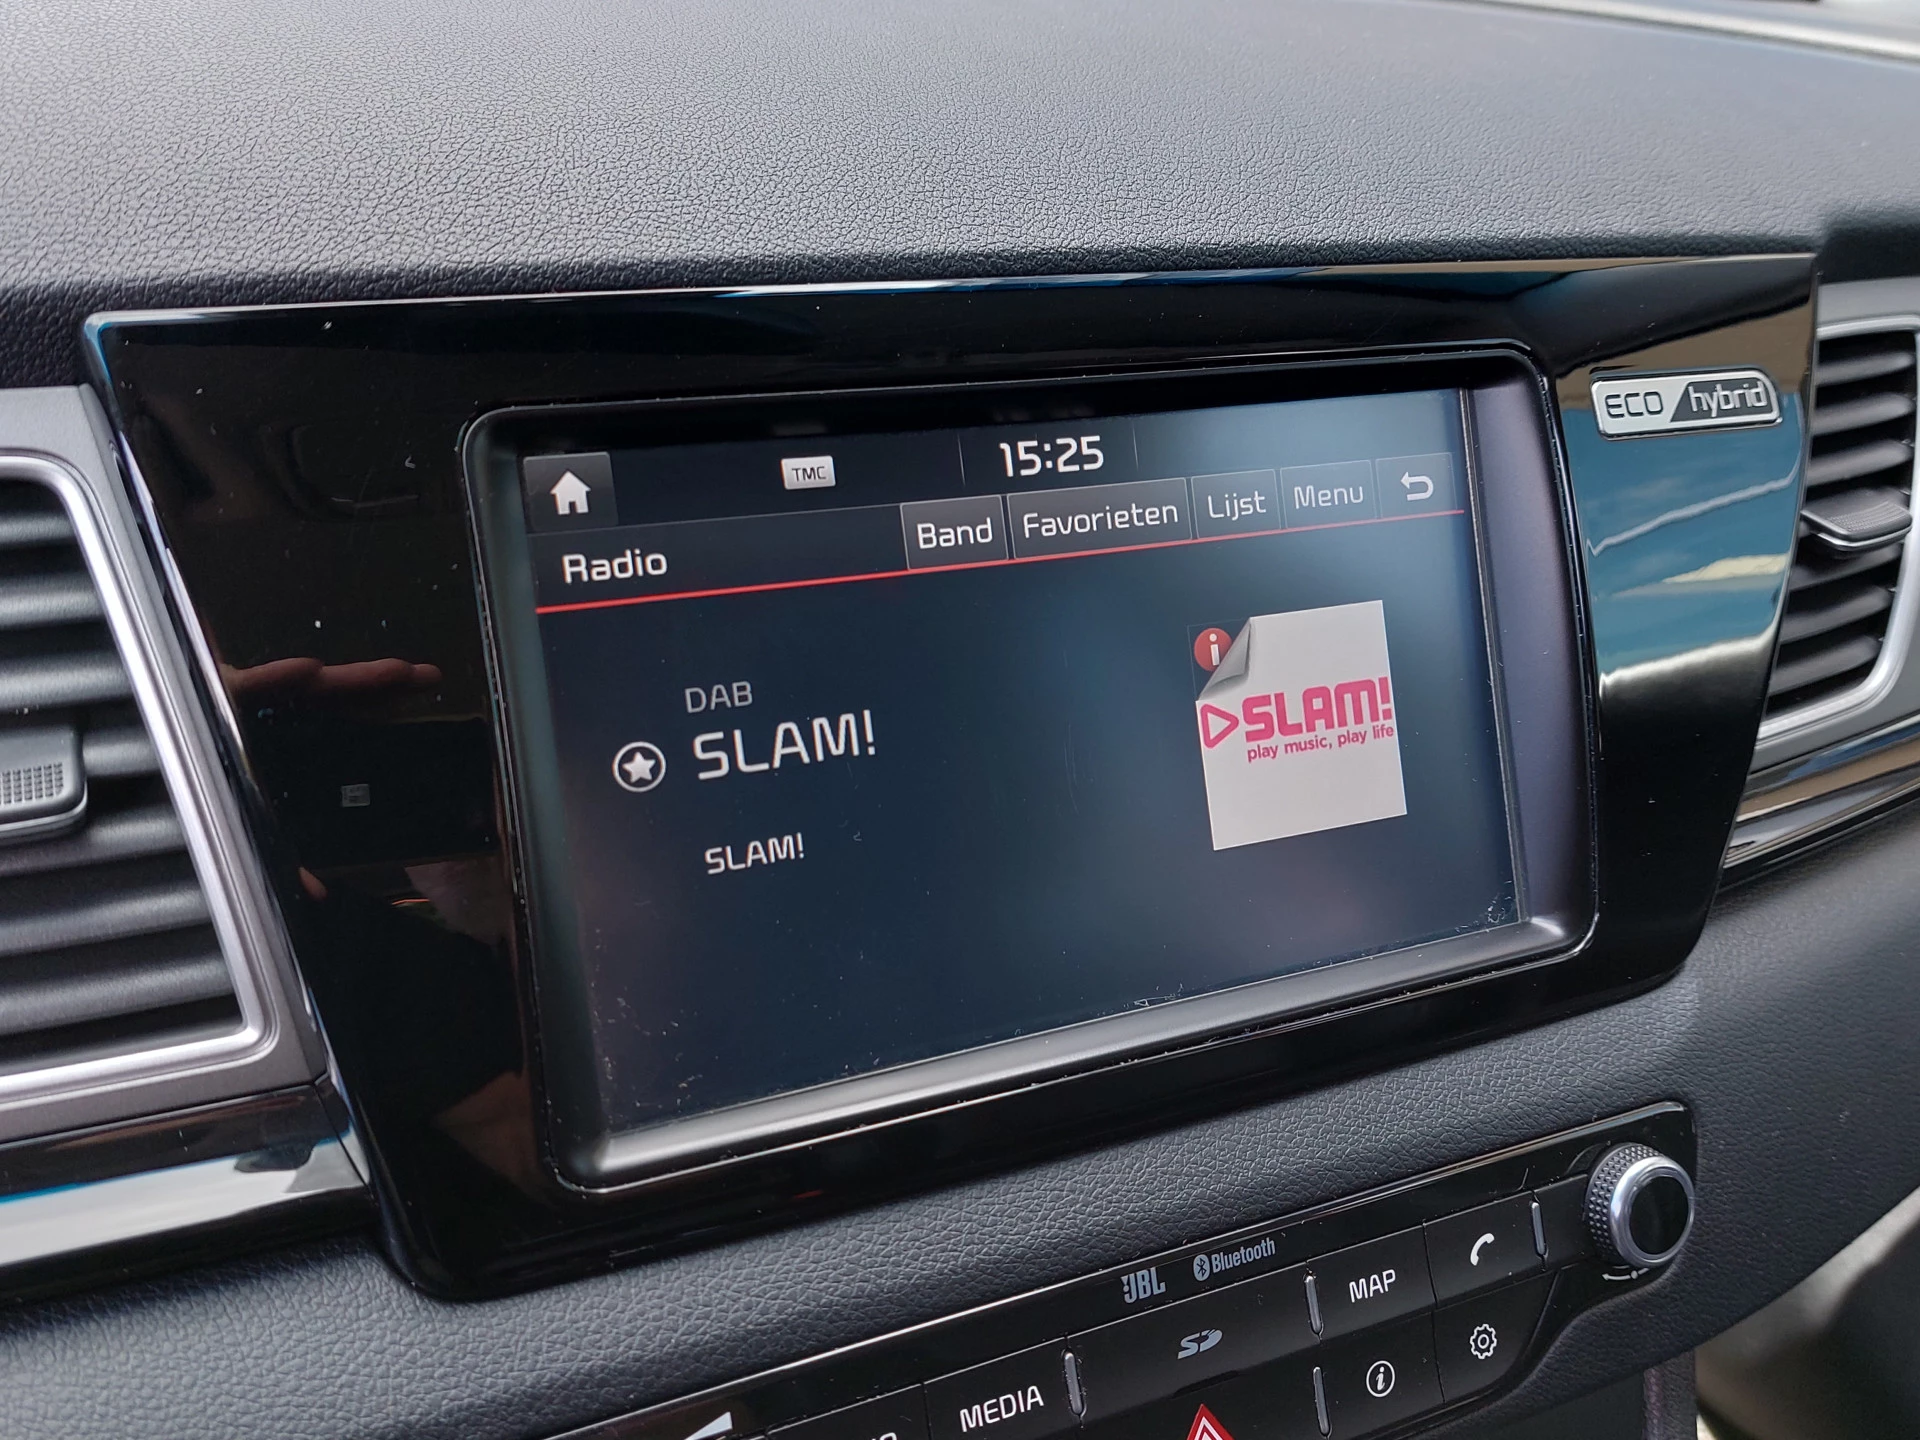 ECO hybrid
TMC
15:25
Radio
Band
Favorieten
Lijst
Menu
DAB
SLAM!
SLAM!
i
SLAM!
play music, play life
JBL
Bluetooth
MAP
SD
MEDIA
i